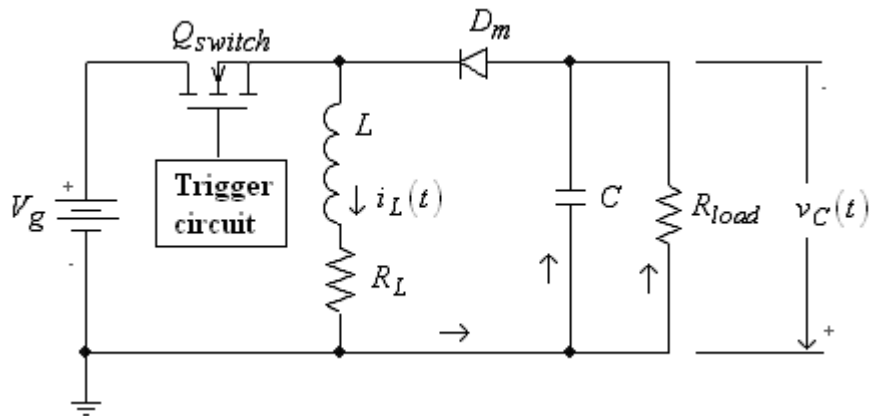 D_m
Q_switch
L
+
-
Trigger
circuit
V_g
i_L(t)
C
R_load
v_C(t)
R_L
-
+